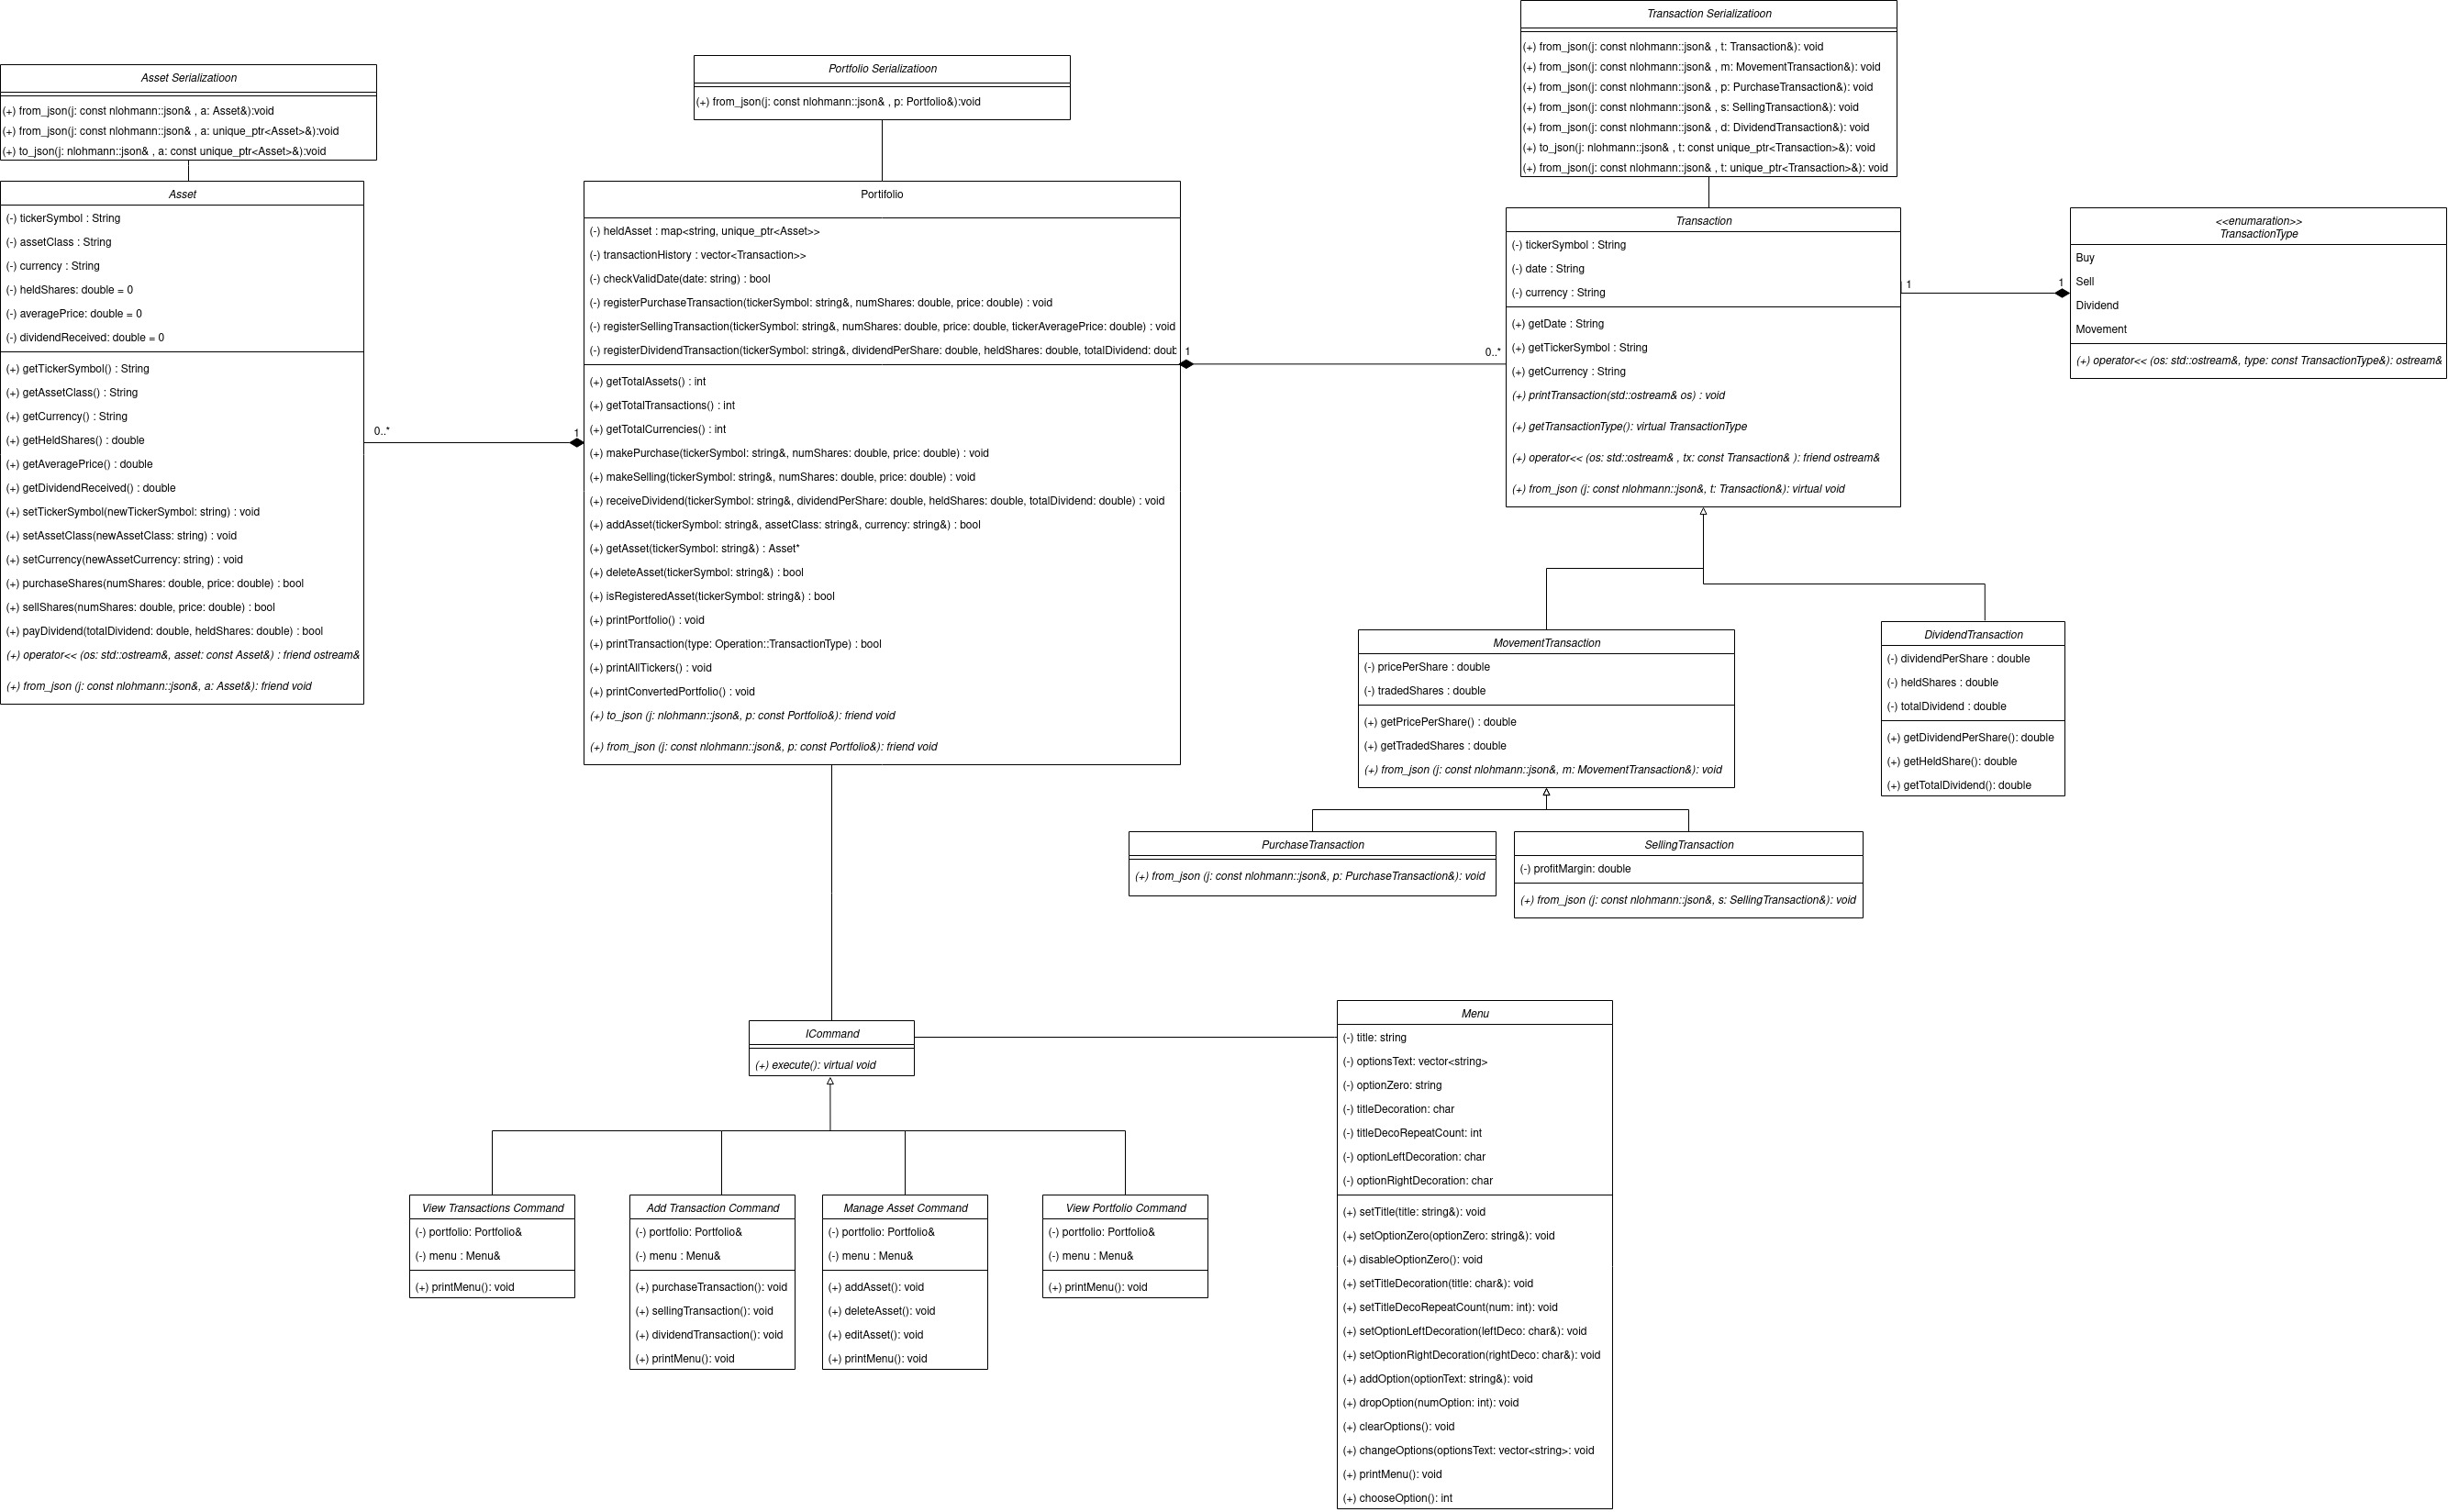 Asset Serializatioon
(+) from_json(j: const nlohmann::json& , a: Asset&):void
(+) from_json(j: const nlohmann::json& , a: unique_ptr<Asset>&):void
(+) to_json(j: nlohmann::json& , a: const unique_ptr<Asset>&):void
Asset
(-) tickerSymbol : String
(-) assetClass : String
(-) currency : String
(-) heldShares: double = 0
(-) averagePrice: double = 0
(-) dividendReceived: double = 0
(+) getTickerSymbol() : String
(+) getAssetClass() : String
(+) getCurrency() : String
(+) getHeldShares() : double
(+) getAveragePrice() : double
(+) getDividendReceived() : double
(+) setTickerSymbol(newTickerSymbol: string) : void
(+) setAssetClass(newAssetClass: string) : void
(+) setCurrency(newAssetCurrency: string) : void
(+) purchaseShares(numShares: double, price: double) : bool
(+) sellShares(numShares: double, price: double) : bool
(+) payDividend(totalDividend: double, heldShares: double) : bool
(+) operator<< (os: std::ostream&, asset: const Asset&) : friend ostream&
(+) from_json (j: const nlohmann::json&, a: Asset&): friend void
0..*
1
Portfolio Serializatioon
(+) from_json(j: const nlohmann::json& , p: Portfolio&):void
Portifolio
(-) heldAsset : map<string, unique_ptr<Asset>>
(-) transactionHistory : vector<Transaction>>
(-) checkValidDate(date: string) : bool
(-) registerPurchaseTransaction(tickerSymbol: string&, numShares: double, price: double) : void
(-) registerSellingTransaction(tickerSymbol: string&, numShares: double, price: double, tickerAveragePrice: double) : void
(-) registerDividendTransaction(tickerSymbol: string&, dividendPerShare: double, heldShares: double, totalDividend: doub
(+) getTotalAssets() : int
(+) getTotalTransactions() : int
(+) getTotalCurrencies() : int
(+) makePurchase(tickerSymbol: string&, numShares: double, price: double) : void
(+) makeSelling(tickerSymbol: string&, numShares: double, price: double) : void
(+) receiveDividend(tickerSymbol: string&, dividendPerShare: double, heldShares: double, totalDividend: double) : void
(+) addAsset(tickerSymbol: string&, assetClass: string&, currency: string&) : bool
(+) getAsset(tickerSymbol: string&) : Asset*
(+) deleteAsset(tickerSymbol: string&) : bool
(+) isRegisteredAsset(tickerSymbol: string&) : bool
(+) printPortfolio() : void
(+) printTransaction(type: Operation::TransactionType) : bool
(+) printAllTickers() : void
(+) printConvertedPortfolio() : void
(+) to_json (j: nlohmann::json&, p: const Portfolio&): friend void
(+) from_json (j: const nlohmann::json&, p: const Portfolio&): friend void
1
0..*
Transaction Serializatioon
(+) from_json(j: const nlohmann::json& , t: Transaction&): void
(+) from_json(j: const nlohmann::json& , m: MovementTransaction&): void
(+) from_json(j: const nlohmann::json& , p: PurchaseTransaction&): void
(+) from_json(j: const nlohmann::json& , s: SellingTransaction&): void
(+) from_json(j: const nlohmann::json& , d: DividendTransaction&): void
(+) to_json(j: nlohmann::json& , t: const unique_ptr<Transaction>&): void
(+) from_json(j: const nlohmann::json& , t: unique_ptr<Transaction>&): void
Transaction
(-) tickerSymbol : String
(-) date : String
(-) currency : String
(+) getDate : String
(+) getTickerSymbol : String
(+) getCurrency : String
(+) printTransaction(std::ostream& os) : void
(+) getTransactionType(): virtual TransactionType
(+) operator<< (os: std::ostream& , tx: const Transaction& ): friend ostream&
(+) from_json (j: const nlohmann::json&, t: Transaction&): virtual void
1
1
<<enumaration>>
TransactionType
Buy
Sell
Dividend
Movement
(+) operator<< (os: std::ostream&, type: const TransactionType&): ostream&
MovementTransaction
(-) pricePerShare : double
(-) tradedShares : double
(+) getPricePerShare() : double
(+) getTradedShares : double
(+) from_json (j: const nlohmann::json&, m: MovementTransaction&): void
DividendTransaction
(-) dividendPerShare : double
(-) heldShares : double
(-) totalDividend : double
(+) getDividendPerShare(): double
(+) getHeldShare(): double
(+) getTotalDividend(): double
PurchaseTransaction
(+) from_json (j: const nlohmann::json&, p: PurchaseTransaction&): void
SellingTransaction
(-) profitMargin: double
(+) from_json (j: const nlohmann::json&, s: SellingTransaction&): void
ICommand
(+) execute(): virtual void
View Transactions Command
(-) portfolio: Portfolio&
(-) menu : Menu&
(+) printMenu(): void
Add Transaction Command
(-) portfolio: Portfolio&
(-) menu : Menu&
(+) purchaseTransaction(): void
(+) sellingTransaction(): void
(+) dividendTransaction(): void
(+) printMenu(): void
Manage Asset Command
(-) portfolio: Portfolio&
(-) menu : Menu&
(+) addAsset(): void
(+) deleteAsset(): void
(+) editAsset(): void
(+) printMenu(): void
View Portfolio Command
(-) portfolio: Portfolio&
(-) menu : Menu&
(+) printMenu(): void
Menu
(-) title: string
(-) optionsText: vector<string>
(-) optionZero: string
(-) titleDecoration: char
(-) titleDecoRepeatCount: int
(-) optionLeftDecoration: char
(-) optionRightDecoration: char
(+) setTitle(title: string&): void
(+) setOptionZero(optionZero: string&): void
(+) disableOptionZero(): void
(+) setTitleDecoration(title: char&): void
(+) setTitleDecoRepeatCount(num: int): void
(+) setOptionLeftDecoration(leftDeco: char&): void
(+) setOptionRightDecoration(rightDeco: char&): void
(+) addOption(optionText: string&): void
(+) dropOption(numOption: int): void
(+) clearOptions(): void
(+) changeOptions(optionsText: vector<string>: void
(+) printMenu(): void
(+) chooseOption(): int